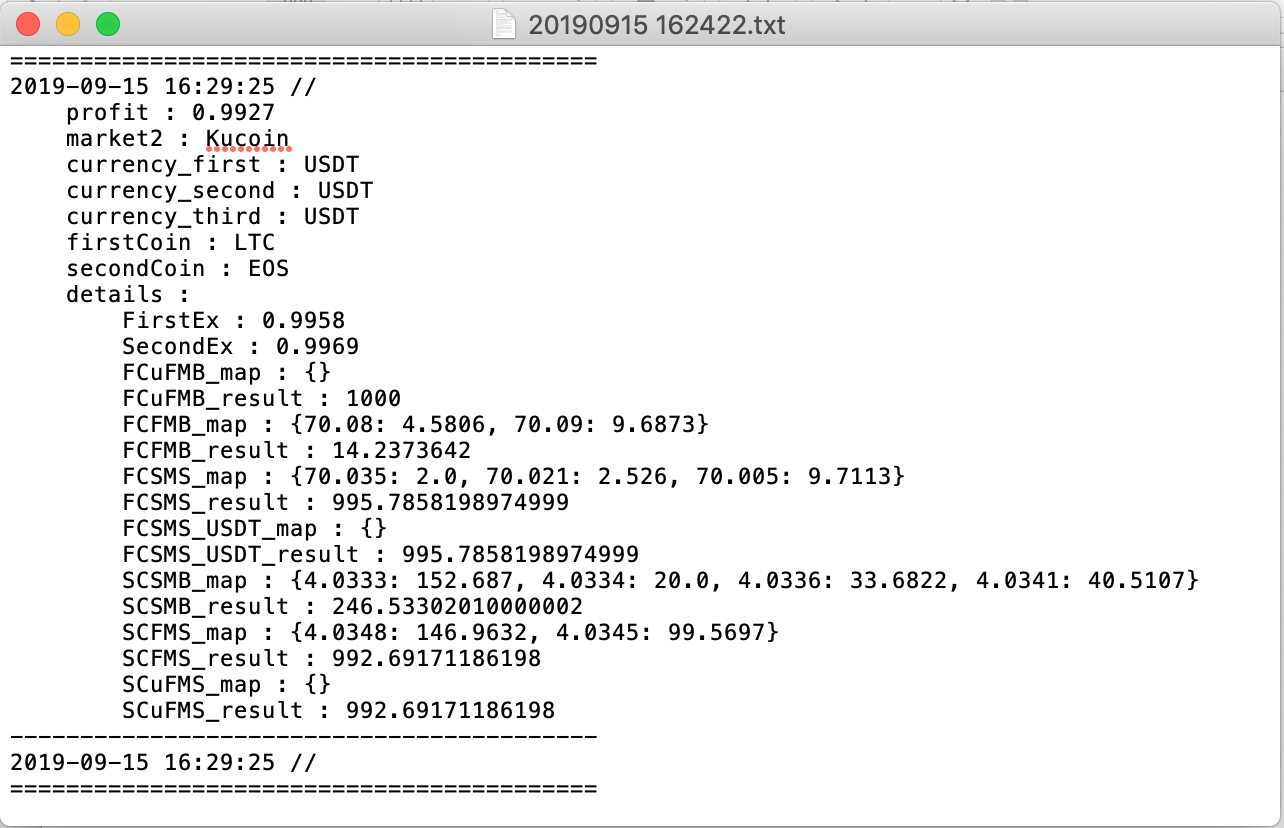 20190915 162422.txt
==========================================
2019-09-15 16:29:25 //
    profit : 0.9927
    market2 : Kucoin
    currency_first : USDT
    currency_second : USDT
    currency_third : USDT
    firstCoin : LTC
    secondCoin : EOS
    details :
        FirstEx : 0.9958
        SecondEx : 0.9969
        FCuFMB_map : {}
        FCuFMB_result : 1000
        FCFMB_map : {70.08: 4.5806, 70.09: 9.6873}
        FCFMB_result : 14.2373642
        FCSMS_map : {70.035: 2.0, 70.021: 2.526, 70.005: 9.7113}
        FCSMS_result : 995.7858198974999
        FCSMS_USDT_map : {}
        FCSMS_USDT_result : 995.7858198974999
        SCSMB_map : {4.0333: 152.687, 4.0334: 20.0, 4.0336: 33.6822, 4.0341: 40.5107}
        SCSMB_result : 246.53302010000002
        SCFMS_map : {4.0348: 146.9632, 4.0345: 99.5697}
        SCFMS_result : 992.69171186198
        SCuFMS_map : {}
        SCuFMS_result : 992.69171186198
------------------------------------------
2019-09-15 16:29:25 //
==========================================